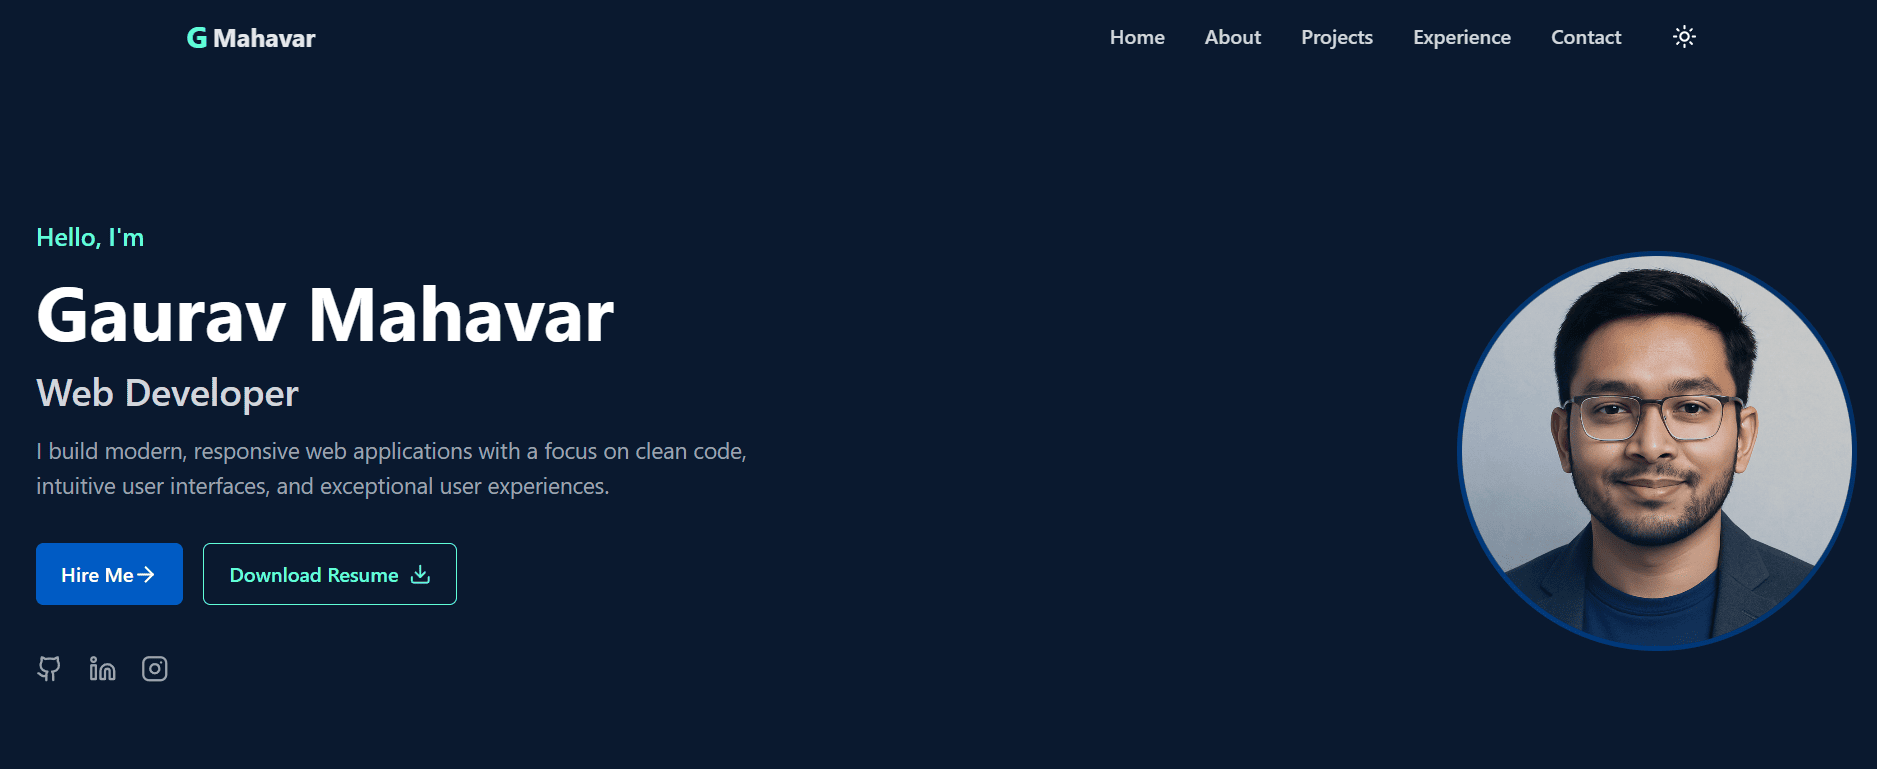 G Mahavar
Home About Projects Experience Contact
Hello, I'm
Gaurav Mahavar
Web Developer
I build modern, responsive web applications with a focus on clean code,
intuitive user interfaces, and exceptional user experiences.
Hire Me
Download Resume
in